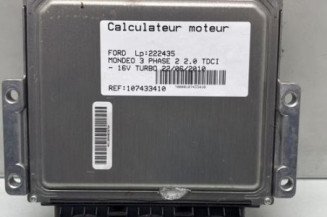 Calculateur moteur
FORD Lp:222435
MONDEO 3 PHASE 2 2.0 TDCI
- 16V TURBO 22/06/2010
REF:107433410